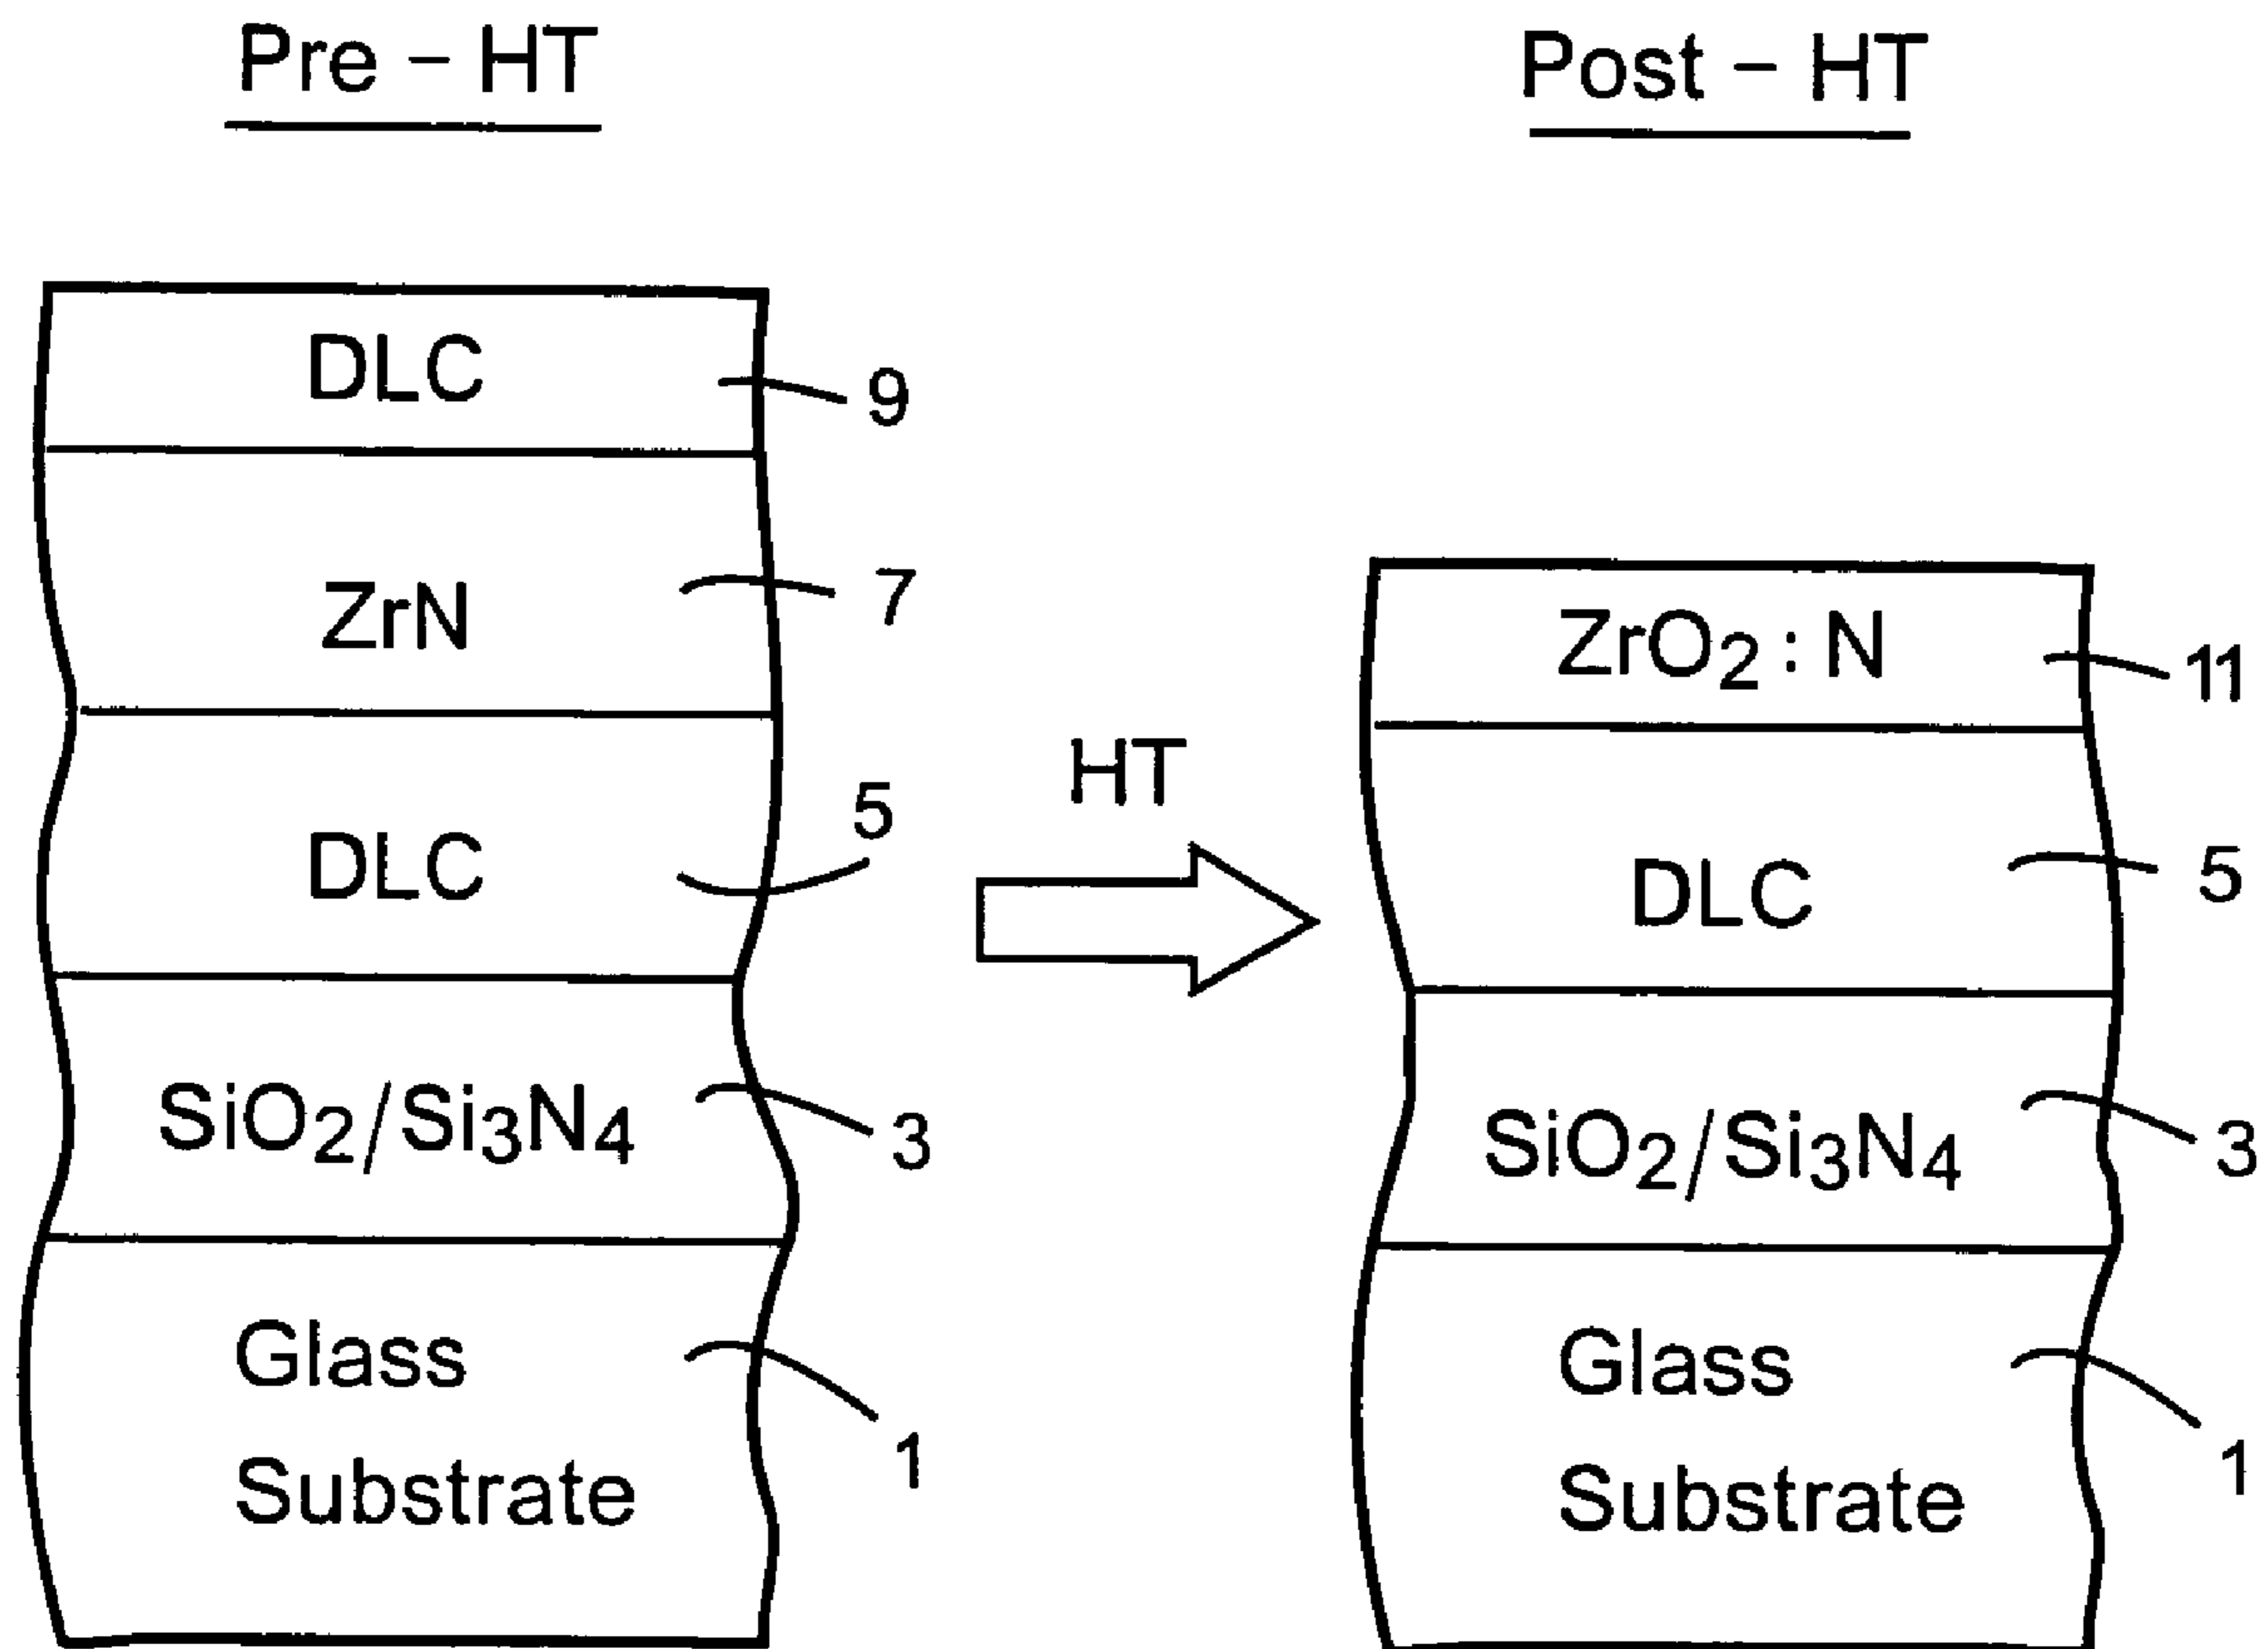 Pre – HT
DLC
9
ZrN
7
DLC
5
SiO2/Si3N4
3
Glass
Substrate
1
HT
Post – HT
ZrO2 : N
11
DLC
5
SiO2/Si3N4
3
Glass
Substrate
1